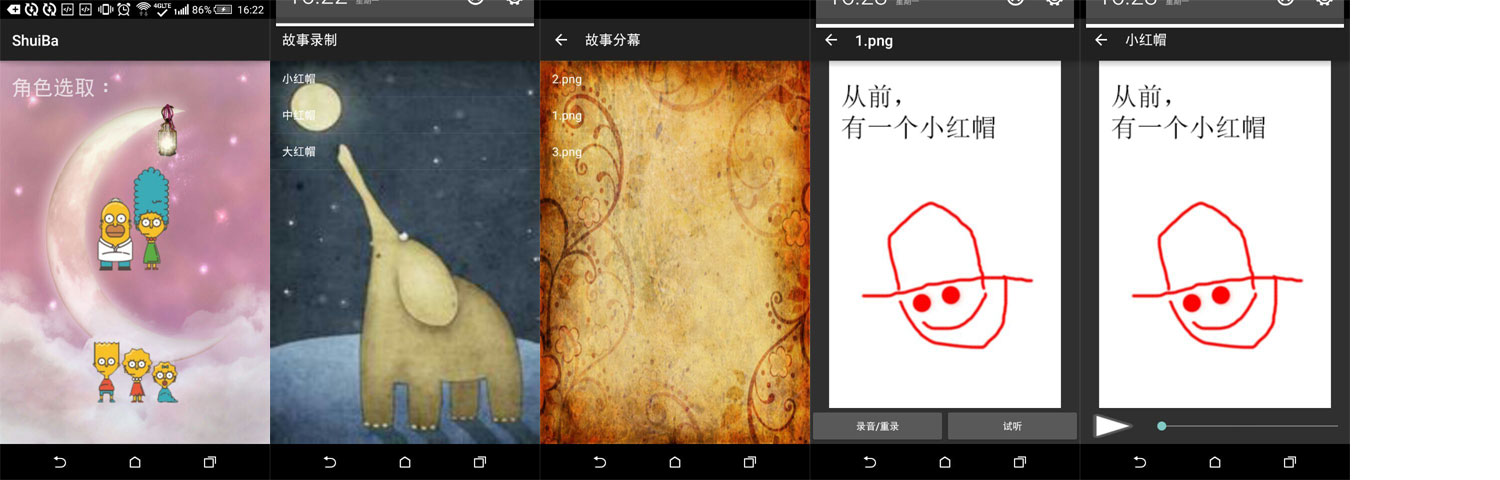 86% 16:22
ShuiBa
角色选取：
故事录制
小红帽
中红帽
大红帽
故事分幕
2.png
1.png
3.png
1.png
从前，
有一个小红帽
录音/重录
试听
小红帽
从前，
有一个小红帽